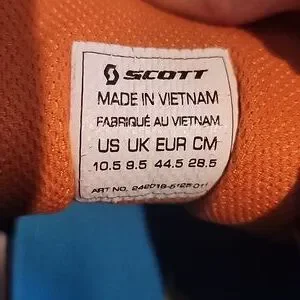 SCOTT
MADE IN VIETNAM
FABRIQUÉ AU VIETNAM
US UK EUR CM
10.5 9.5 44.5 28.5
ART NO.